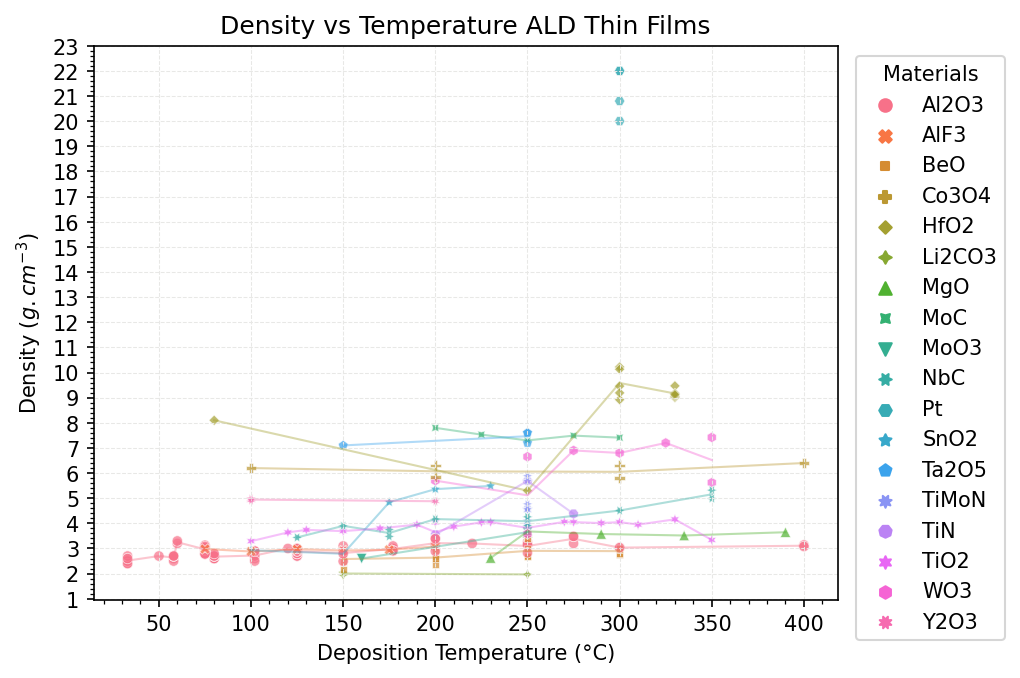 Density vs Temperature ALD Thin Films
23
22
21
20
19
18
17
16
15
14
13
12
11
10
9
8
7
6
5
4
3
2
1
Density (g.cm⁻³)
50 100 150 200 250 300 350 400
Deposition Temperature (°C)
Materials
Al2O3
AlF3
BeO
Co3O4
HfO2
Li2CO3
MgO
MoC
MoO3
NbC
Pt
SnO2
Ta2O5
TiMoN
TiN
TiO2
WO3
Y2O3